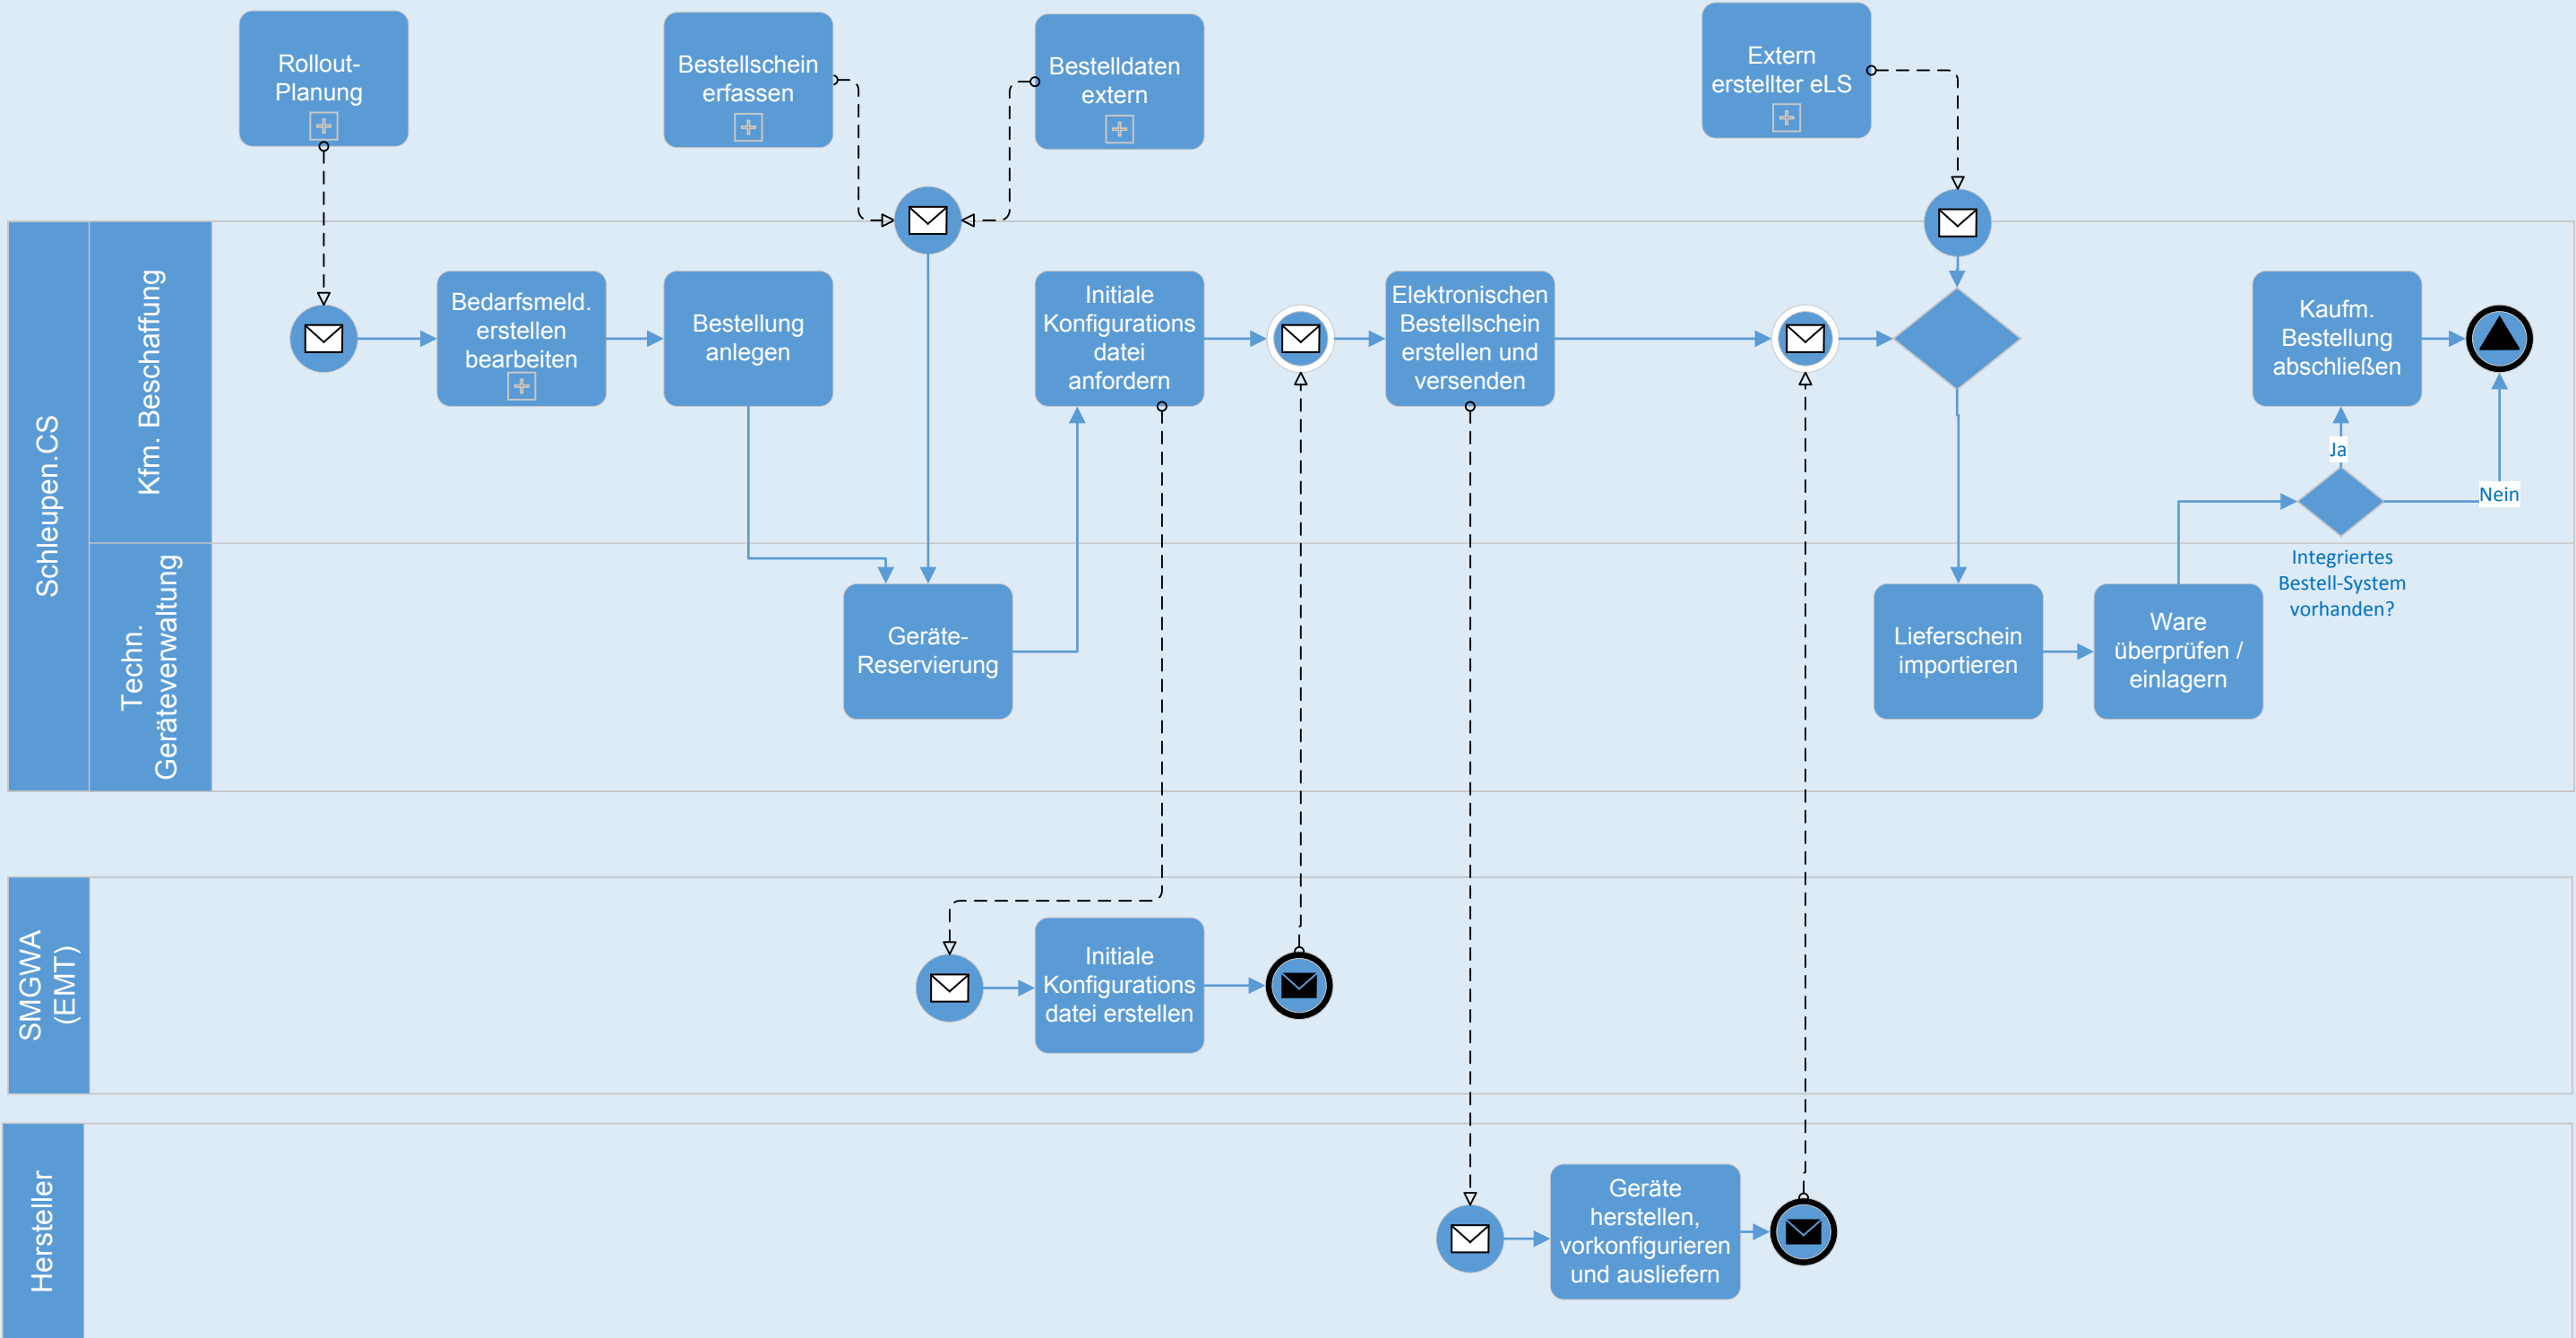 Rollout-
Planung
Bestellschein
erfassen
Bestelldaten
extern
Extern
erstellter eLS
Schleupen.CS
Kfm. Beschaffung
Bedarfsmeld.
erstellen
bearbeiten
Bestellung
anlegen
Initiale
Konfigurations
datei
anfordern
Elektronischen
Bestellschein
erstellen und
versenden
Kaufm.
Bestellung
abschließen
Ja
Nein
Integriertes
Bestell-System
vorhanden?
Techn.
Geräteverwaltung
Geräte-
Reservierung
Lieferschein
importieren
Ware
überprüfen /
einlagern
SMGWA
(EMT)
Initiale
Konfigurations
datei erstellen
Hersteller
Geräte
herstellen,
vorkonfigurieren
und ausliefern